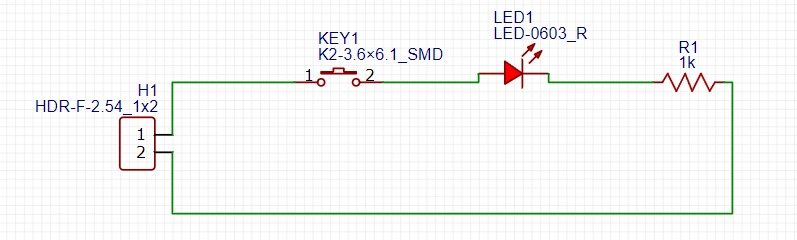 LED1
LED-0603_R
KEY1
K2-3.6×6.1_SMD
R1
1k
1 2
H1
HDR-F-2.54_1x2
1
2